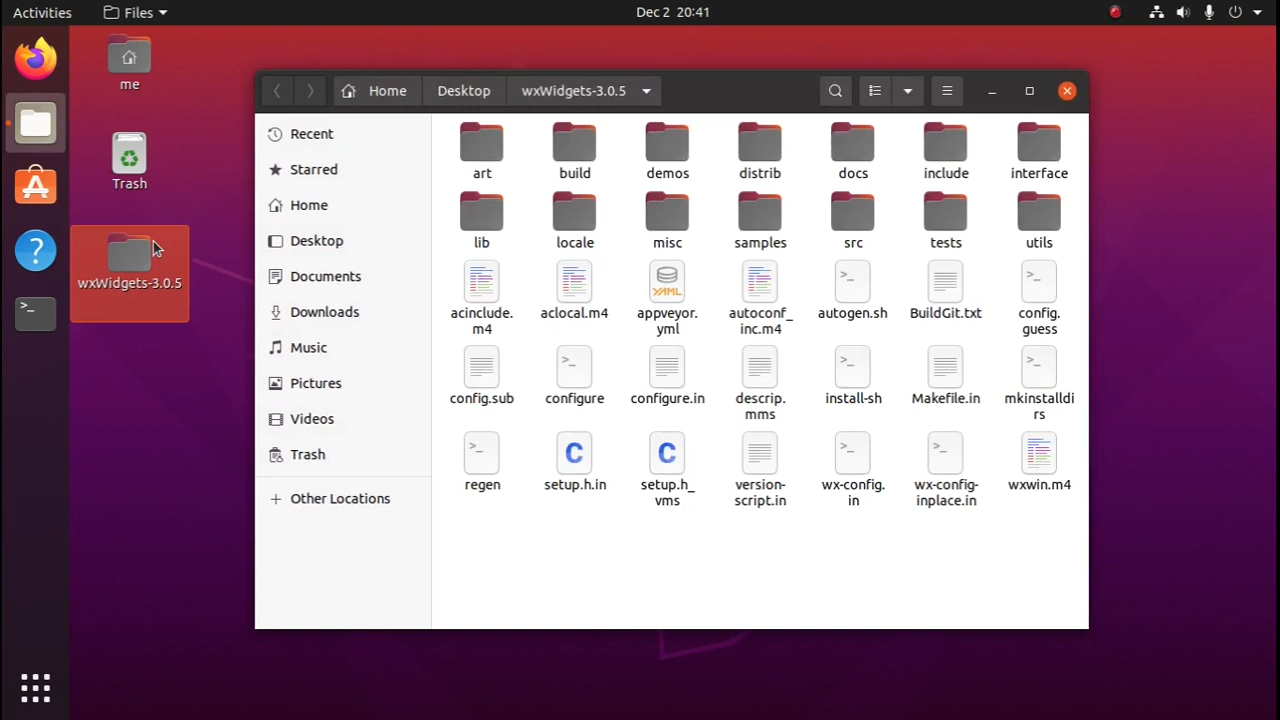 Activities
Files
Dec 2 20:41
me
Trash
wxWidgets-3.0.5
Home
Desktop
wxWidgets-3.0.5
Recent
Starred
Home
Desktop
Documents
Downloads
Music
Pictures
Videos
Trash
Other Locations
art
build
demos
distrib
docs
include
interface
lib
locale
misc
samples
src
tests
utils
acinclude.
m4
aclocal.m4
YAML
appveyor.
yml
autoconf_
inc.m4
autogen.sh
BuildGit.txt
config.
guess
config.sub
configure
configure.in
descrip.
mms
install-sh
Makefile.in
mkinstalldi
rs
regen
C
setup.h.in
C
setup.h_
vms
version-
script.in
wx-config.
in
wx-config-
inplace.in
wxwin.m4